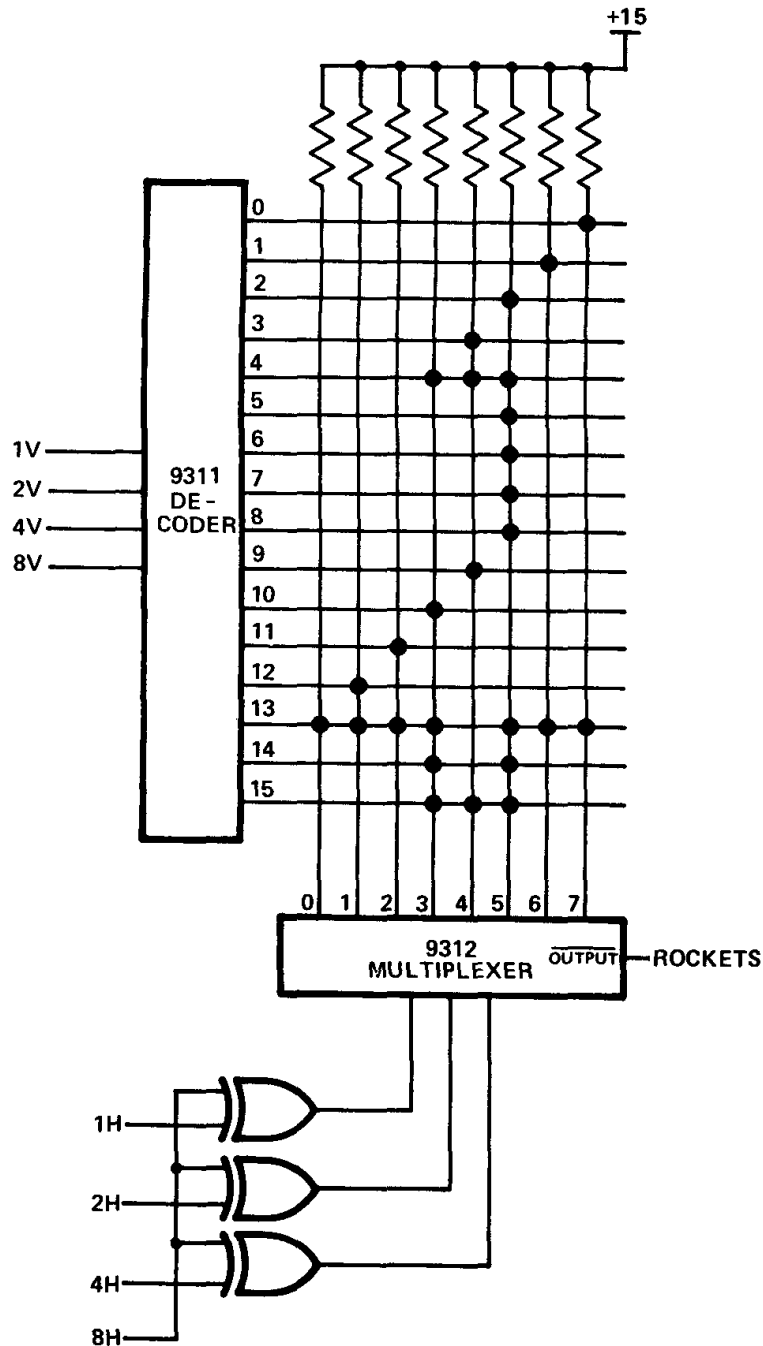 +15
0
1
2
3
4
5
6
7
8
9
10
11
12
13
14
15
1V
2V
4V
8V
9311
DE-
CODER
0 1 2 3 4 5 6 7
9312
MULTIPLEXER
OUTPUT
ROCKETS
1H
2H
4H
8H